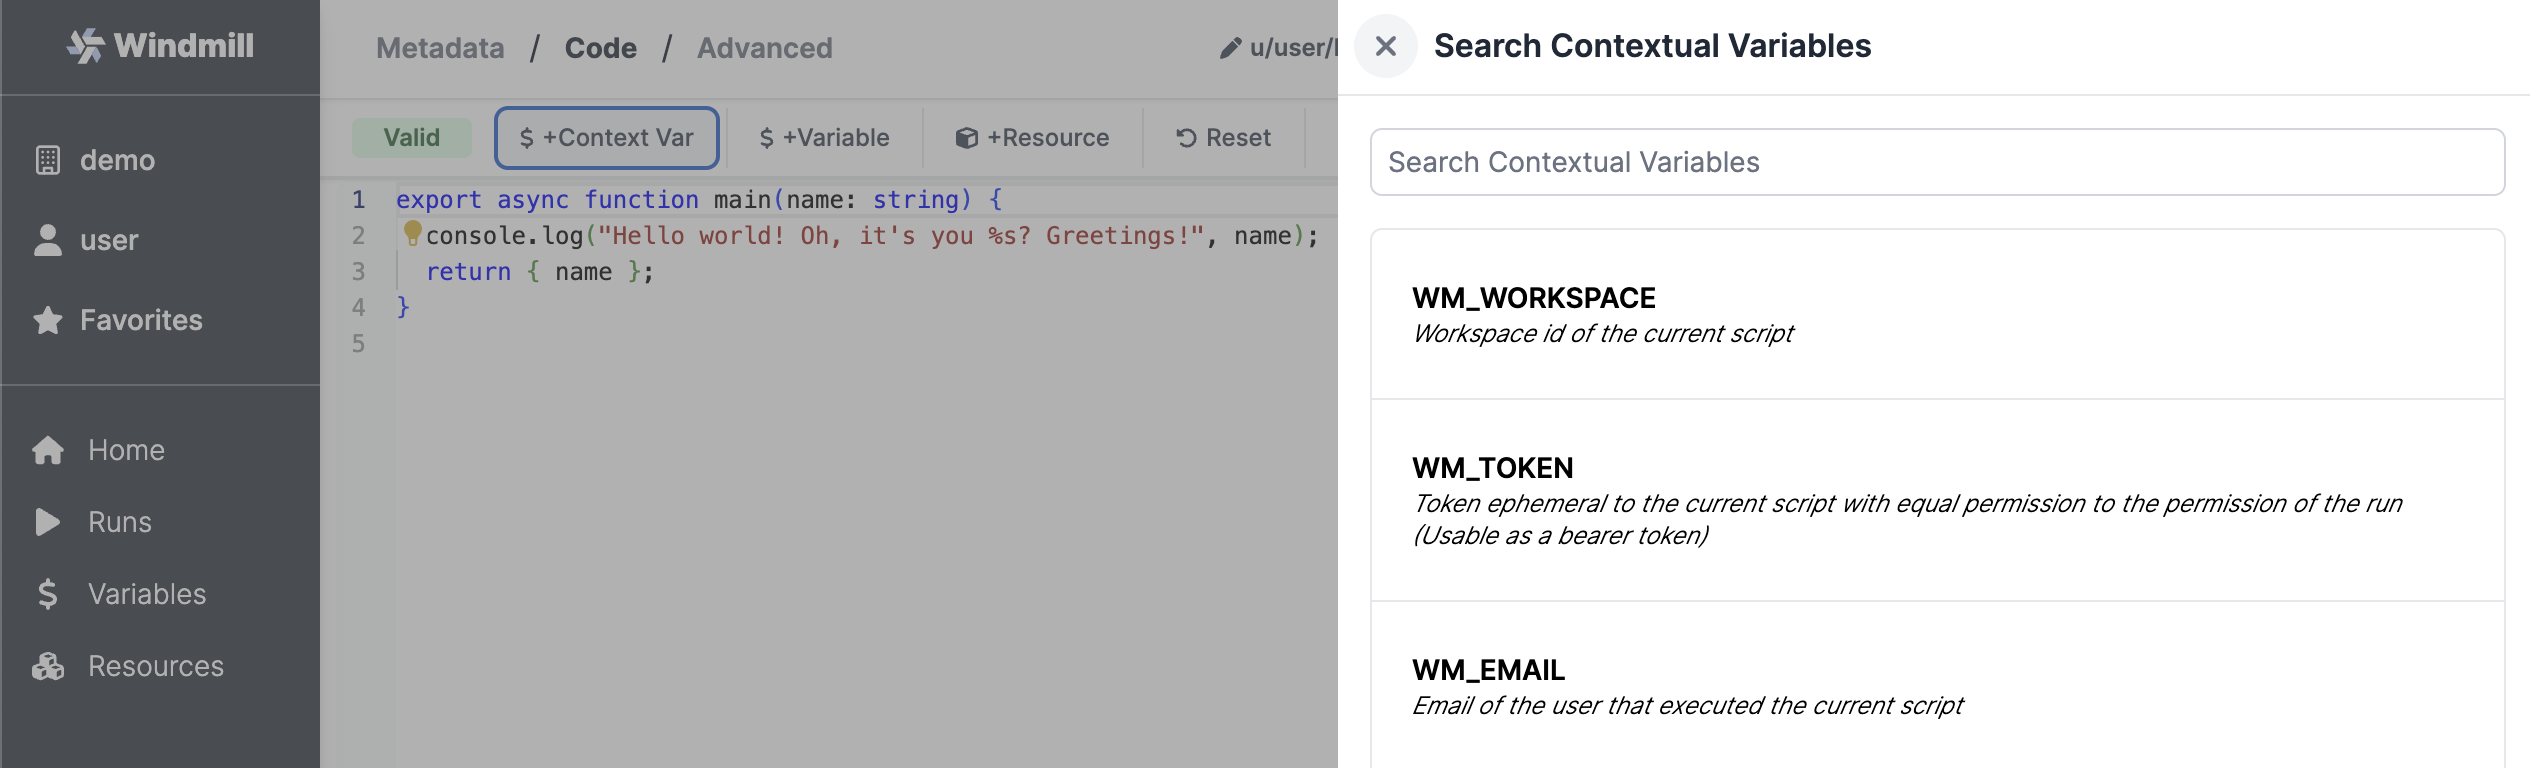 Windmill
demo
user
Favorites
Home
Runs
Variables
Resources
Metadata / Code / Advanced
u/user/
Valid
$ +Context Var
$ +Variable
+Resource
Reset
1 export async function main(name: string) {
2 console.log("Hello world! Oh, it's you %s? Greetings!", name);
3 return { name };
4 }
5
Search Contextual Variables
Search Contextual Variables
WM_WORKSPACE
Workspace id of the current script
WM_TOKEN
Token ephemeral to the current script with equal permission to the permission of the run
(Usable as a bearer token)
WM_EMAIL
Email of the user that executed the current script